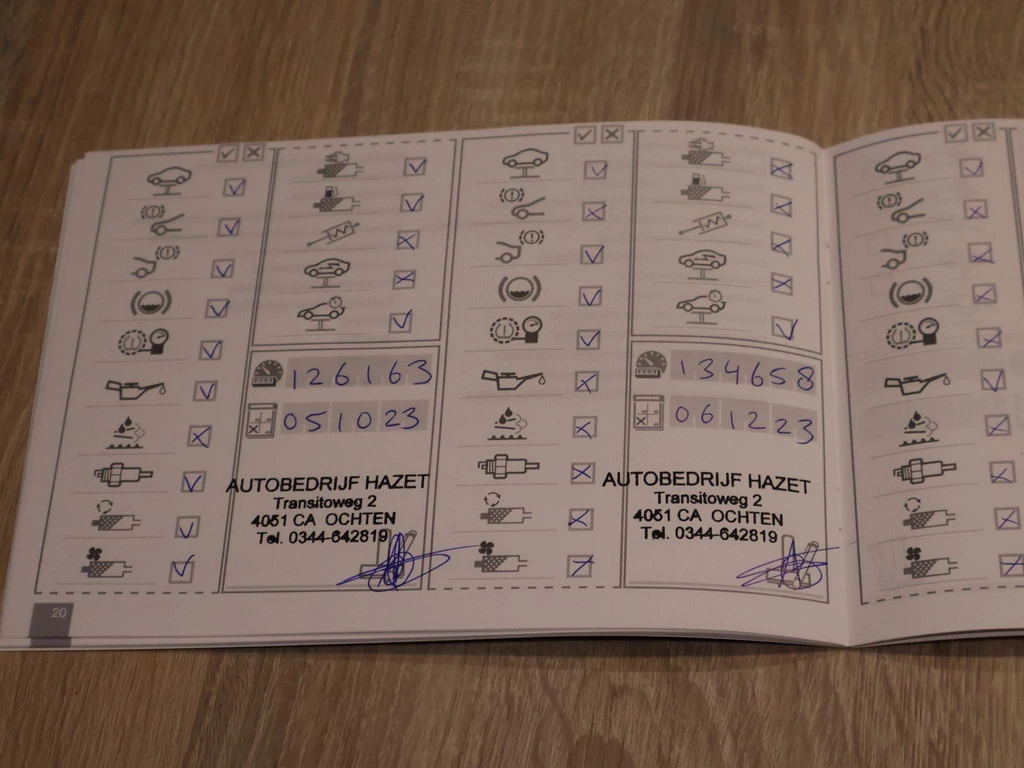 126163
051023
AUTOBEDRIJF HAZET
Transitoweg 2
4051 CA OCHTEN
Tel. 0344-642819
134658
061223
AUTOBEDRIJF HAZET
Transitoweg 2
4051 CA OCHTEN
Tel. 0344-642819
20